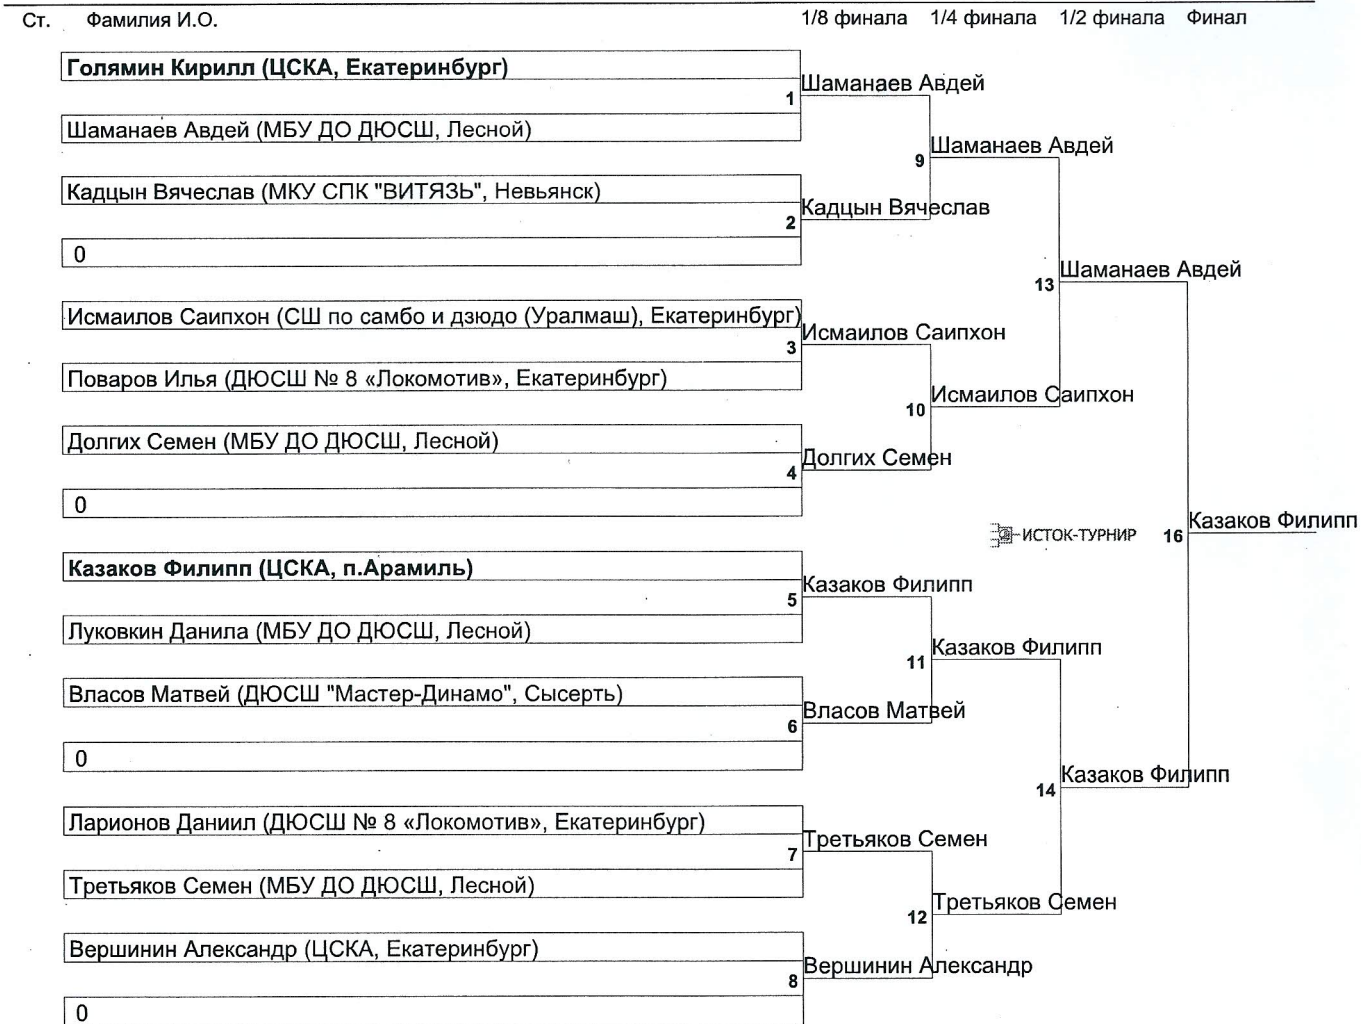 Ст. Фамилия И.О. 1/8 финала 1/4 финала 1/2 финала Финал
Голямин Кирилл (ЦСКА, Екатеринбург)
Шаманаев Авдей
1
Шаманаев Авдей (МБУ ДО ДЮСШ, Лесной)
Шаманаев Авдей
9
Кадцын Вячеслав (МКУ СПК "ВИТЯЗЬ", Невьянск)
Кадцын Вячеслав
2
0
Шаманаев Авдей
13
Исмаилов Саипхон (СШ по самбо и дзюдо (Уралмаш), Екатеринбург)
Исмаилов Саипхон
3
Поваров Илья (ДЮСШ № 8 «Локомотив», Екатеринбург)
Исмаилов Саипхон
10
Долгих Семен (МБУ ДО ДЮСШ, Лесной)
Долгих Семен
4
0
Казаков Филипп
ИСТОК-ТУРНИР 16
Казаков Филипп (ЦСКА, п.Арамиль)
Казаков Филипп
5
Луковкин Данила (МБУ ДО ДЮСШ, Лесной)
Казаков Филипп
11
Власов Матвей (ДЮСШ "Мастер-Динамо", Сысерть)
Власов Матвей
6
0
Казаков Филипп
14
Ларионов Даниил (ДЮСШ № 8 «Локомотив», Екатеринбург)
Третьяков Семен
7
Третьяков Семен (МБУ ДО ДЮСШ, Лесной)
Третьяков Семен
12
Вершинин Александр (ЦСКА, Екатеринбург)
Вершинин Александр
8
0